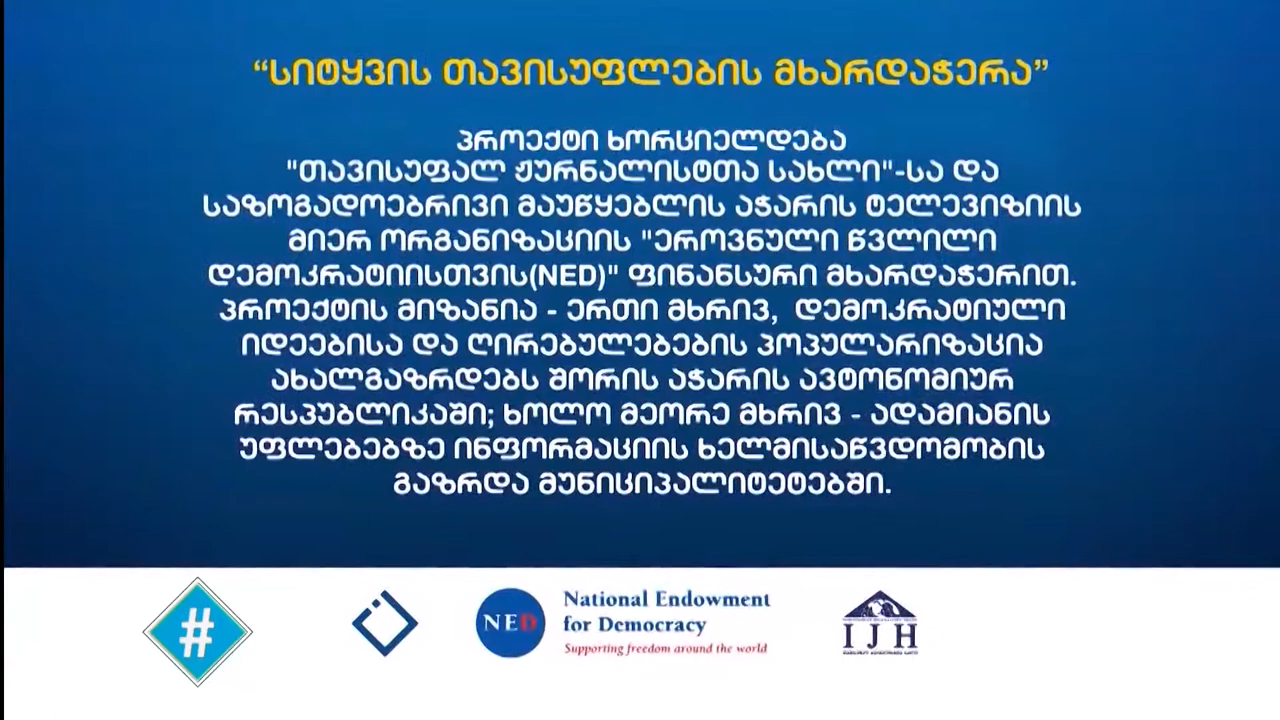 “სიტყვის თავისუფლების მხარდაჭერა”
პროექტი ხორციელდება
"თავისუფალ ჟურნალისტთა სახლი"-სა და
საზოგადოებრივი მაუწყებლის აჭარის ტელევიზიის
მიერ ორგანიზაციის "ეროვნული წვლილი
დემოკრატიისთვის(NED)" ფინანსური მხარდაჭერით.
პროექტის მიზანია - ერთი მხრივ, დემოკრატიული
იდეებისა და ღირებულებების პოპულარიზაცია
ახალგაზრდებს შორის აჭარის ავტონომიურ
რესპუბლიკაში; ხოლო მეორე მხრივ - ადამიანის
უფლებებზე ინფორმაციის ხელმისაწვდომობის
გაზრდა მუნიციპალიტეტებში.
#
NED
National Endowment
for Democracy
Supporting freedom around the world
IJH